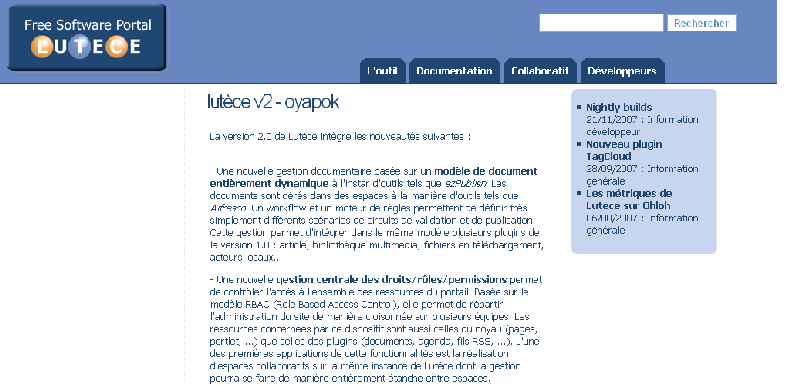 Free Software Portal
LUTECE
Rechercher
L'outil
Documentation
Collaboratif
Développeurs
lutèce v2 - oyapok
La version 2.0 de Lutèce intègre les nouveautés suivantes :
- Une nouvelle gestion documentaire basée sur un modèle de document
entièrement dynamique à l'instar d'outils tels que ezPublish. Les
documents sont gérés dans des espaces à la manière d'outils tels que
Alfresco. Un workflow et un moteur de règles permettent de définir très
simplement différents scénarios de circuits de validation et de publication.
Cette gestion permet d'intégrer dans le même modèle plusieurs plugins de
la version 1.0 : article, bibliothèque multimedia, fichiers en téléchargement,
acteurs locaux..
- Une nouvelle gestion centrale des droits/rôles/permissions permet
de contrôler l'accès à l'ensemble des ressources du portail. Basée sur le
modèle RBAC (Role Based Access Control), elle permet de répartir
l'administration du site de manière cloisonnée sur plusieurs équipes. Les
ressources concernées par ce dispositif sont aussi celles du noyau (pages,
portlet, ...) que celles des plugins (documents, agenda, fils RSS, ...). L'une
des premières applications de cette fonctionnalités est la réalisation
d'espaces collaboratifs sur la même instance de Lutèce dont la gestion
pourra se faire de manière entièrement étanche entre espaces.
Nightly builds
21/11/2007 : Information
développeur
Nouveau plugin
TagCloud
28/09/2007 : Information
générale
Les métriques de
Lutece sur Ohloh
: Information
générale